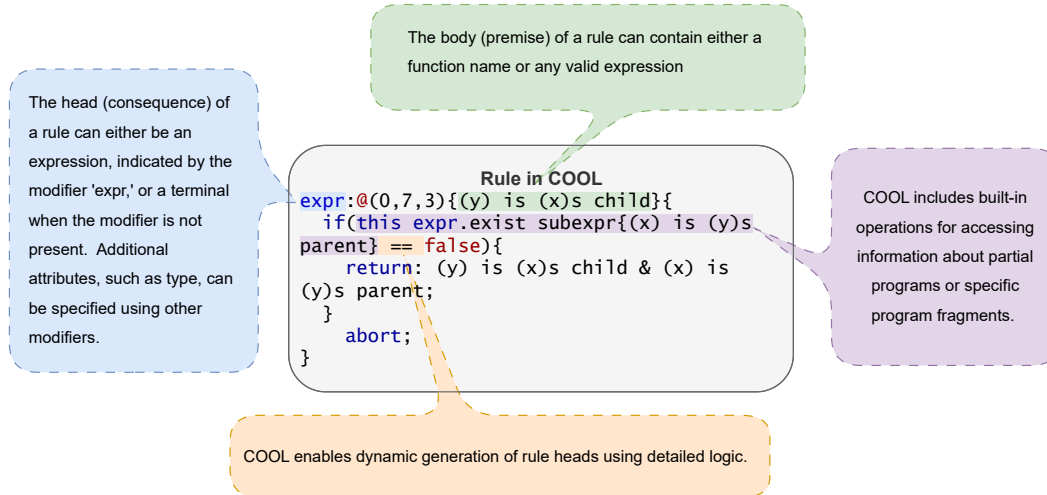 The body (premise) of a rule can contain either a
function name or any valid expression
The head (consequence) of
a rule can either be an
expression, indicated by the
modifier 'expr,' or a terminal
when the modifier is not
present.  Additional
attributes, such as type, can
be specified using other
modifiers.
Rule in COOL
expr:@(0,7,3){(y) is (x)s child}{
  if(this expr.exist subexpr{(x) is (y)s
parent} == false){
    return: (y) is (x)s child & (x) is
(y)s parent;
  }
    abort;
}
COOL includes built-in
operations for accessing
information about partial
programs or specific
program fragments.
COOL enables dynamic generation of rule heads using detailed logic.